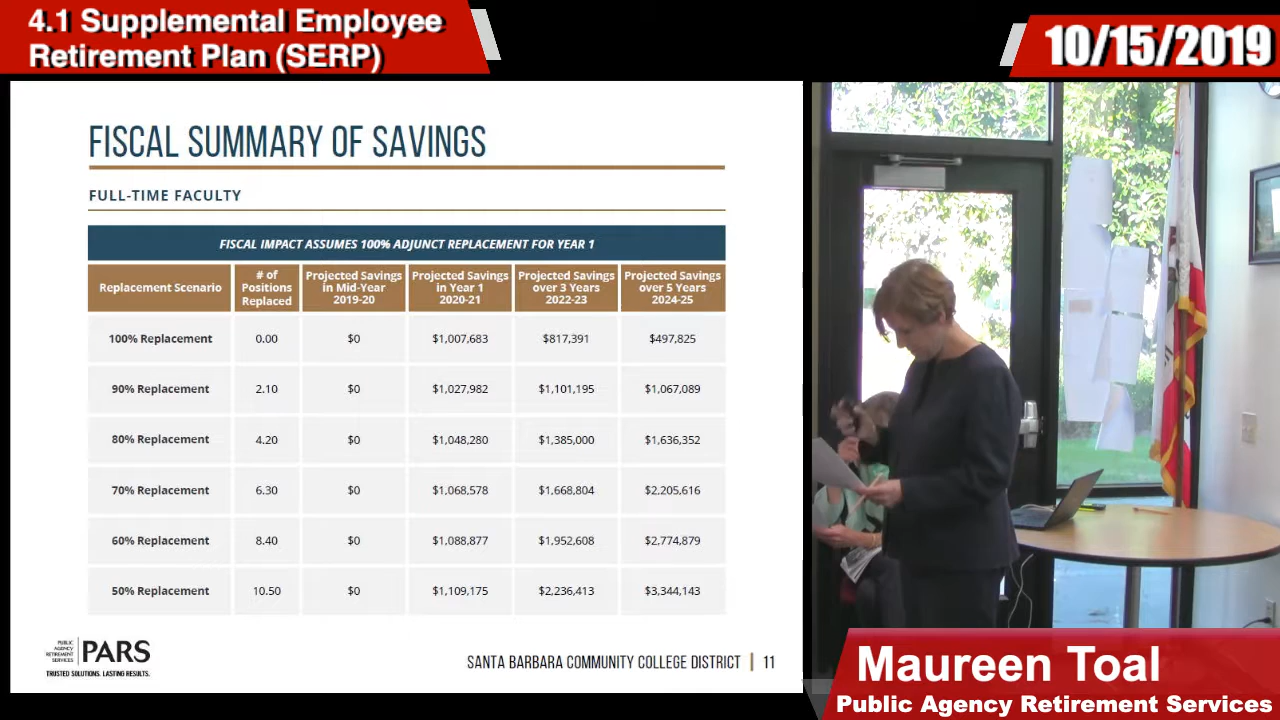 4.1 Supplemental Employee
Retirement Plan (SERP)
10/15/2019
FISCAL SUMMARY OF SAVINGS
FULL-TIME FACULTY
FISCAL IMPACT ASSUMES 100% ADJUNCT REPLACEMENT FOR YEAR 1
Replacement Scenario # of Positions Replaced Projected Savings in Mid-Year 2019-20 Projected Savings in Year 1 2020-21 Projected Savings over 3 Years 2022-23 Projected Savings over 5 Years 2024-25
100% Replacement 0.00 $0 $1,007,683 $817,391 $497,825
90% Replacement 2.10 $0 $1,027,982 $1,101,195 $1,067,089
80% Replacement 4.20 $0 $1,048,280 $1,385,000 $1,636,352
70% Replacement 6.30 $0 $1,068,578 $1,668,804 $2,205,616
60% Replacement 8.40 $0 $1,088,877 $1,952,608 $2,774,879
50% Replacement 10.50 $0 $1,109,175 $2,236,413 $3,344,143
PUBLIC
AGENCY
RETIREMENT
SERVICES
PARS
TRUSTED SOLUTIONS. LASTING RESULTS.
SANTA BARBARA COMMUNITY COLLEGE DISTRICT | 11
Maureen Toal
Public Agency Retirement Services